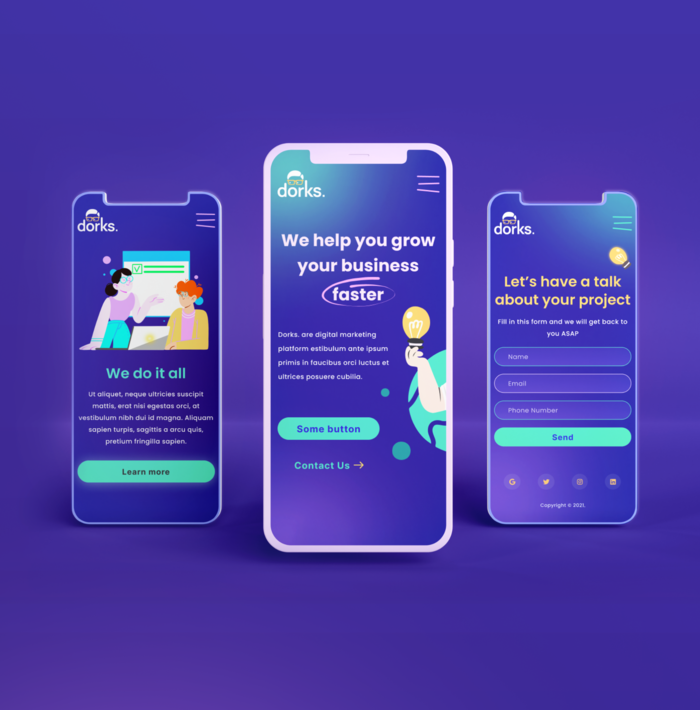 dorks.
We do it all
Ut aliquet, neque ultricies suscipit
mattis, erat nisi egestas orci, at
vestibulum nibh dui id magna. Aliquam
sapien turpis, sagittis a arcu quis,
pretium fringilla sapien.
Learn more
dorks.
We help you grow
your business
faster
Dorks. are digital marketing
platform estibulum ante ipsum
primis in faucibus orci luctus et
ultrices posuere cubilia.
Some button
Contact Us →
dorks.
Let's have a talk
about your project
Fill in this form and we will get back to
you ASAP
Name
Email
Phone Number
Send
Copyright © 2021.